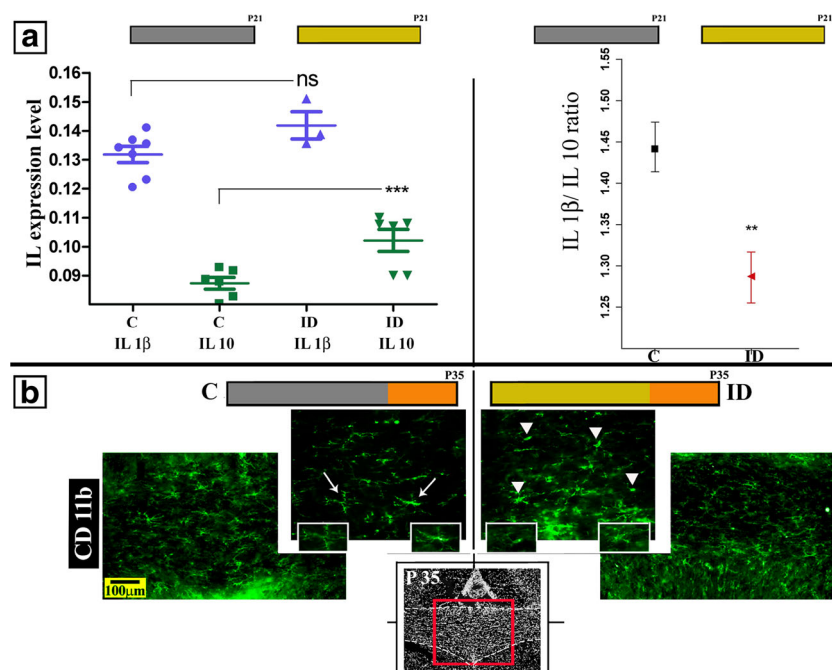 a
P21
P21
P21
P21
IL expression level
0.16
0.15
0.14
0.13
0.12
0.11
0.10
0.09
ns
***
C
IL 1β
C
IL 10
ID
IL 1β
ID
IL 10
IL 1β/ IL 10 ratio
1.55
1.50
1.45
1.40
1.35
1.30
1.25
**
C
ID
b
C
P35
P35
ID
CD 11b
100µm
P 35